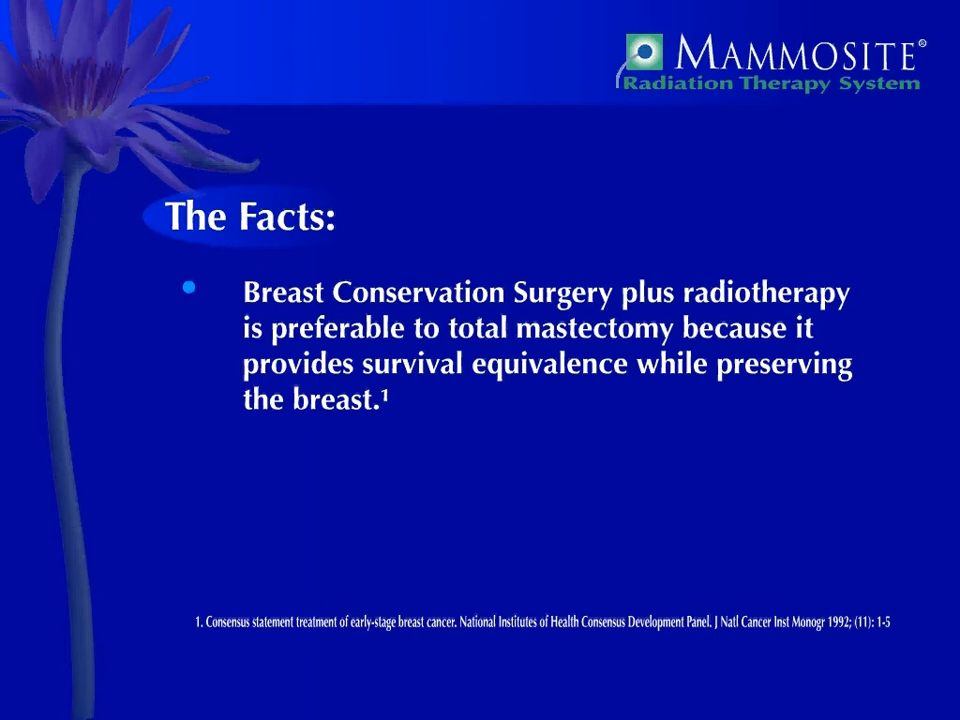 MAMMOSITE®
Radiation Therapy System
The Facts:
• Breast Conservation Surgery plus radiotherapy
is preferable to total mastectomy because it
provides survival equivalence while preserving
the breast.¹
1. Consensus statement treatment of early-stage breast cancer. National Institutes of Health Consensus Development Panel. J Natl Cancer Inst Monogr 1992; (11): 1-5